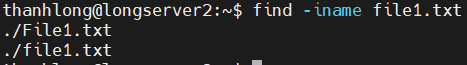 thanhlong@longserver2:~$ find -iname file1.txt
./File1.txt
./file1.txt